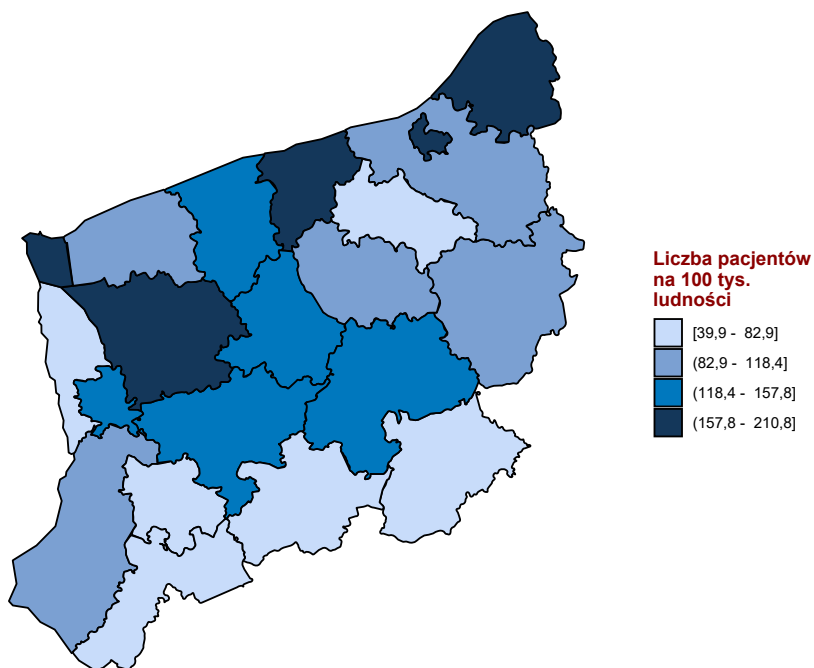 Liczba pacjentów
na 100 tys.
ludności
[39,9 - 82,9]
(82,9 - 118,4]
(118,4 - 157,8]
(157,8 - 210,8]